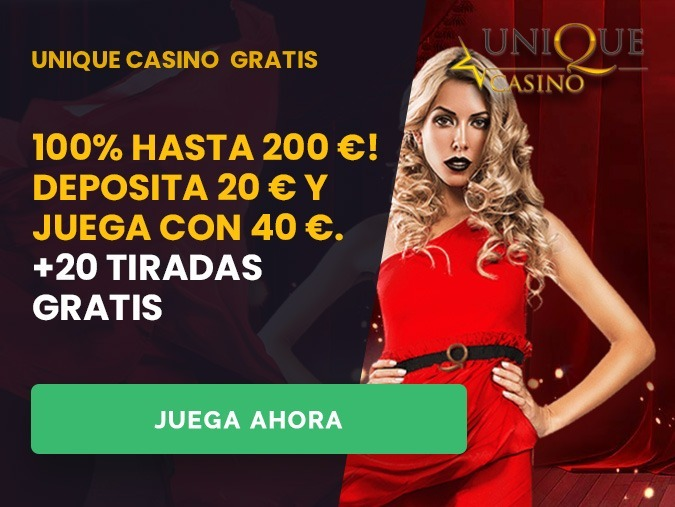 UNIQUE CASINO GRATIS
UNIQUE
CASINO
100% HASTA 200 €!
DEPOSITA 20 € Y
JUEGA CON 40 €.
+20 TIRADAS
GRATIS
JUEGA AHORA